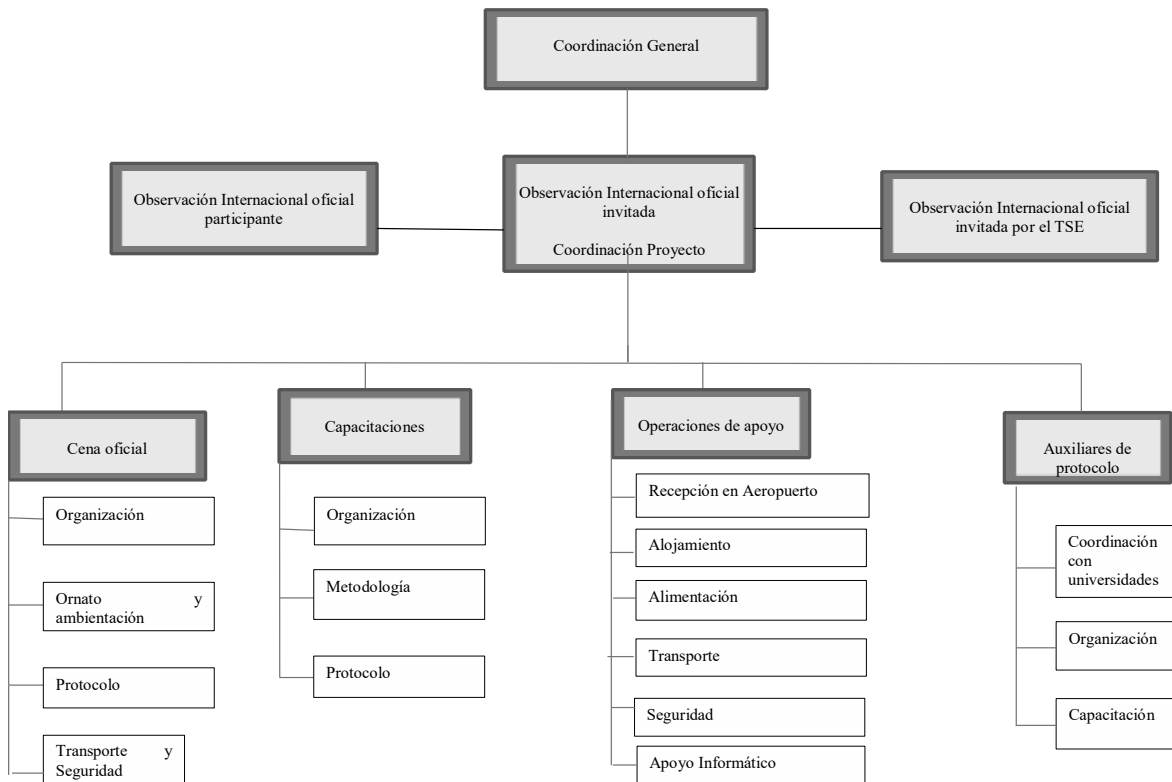 Coordinación General
Observación Internacional oficial
participante
Observación Internacional oficial
invitada
Coordinación Proyecto
Observación Internacional oficial
invitada por el TSE
Cena oficial
Organización
Ornato y
ambientación
Protocolo
Transporte y
Seguridad
Capacitaciones
Organización
Metodología
Protocolo
Operaciones de apoyo
Recepción en Aeropuerto
Alojamiento
Alimentación
Transporte
Seguridad
Apoyo Informático
Auxiliares de
protocolo
Coordinación
con
universidades
Organización
Capacitación